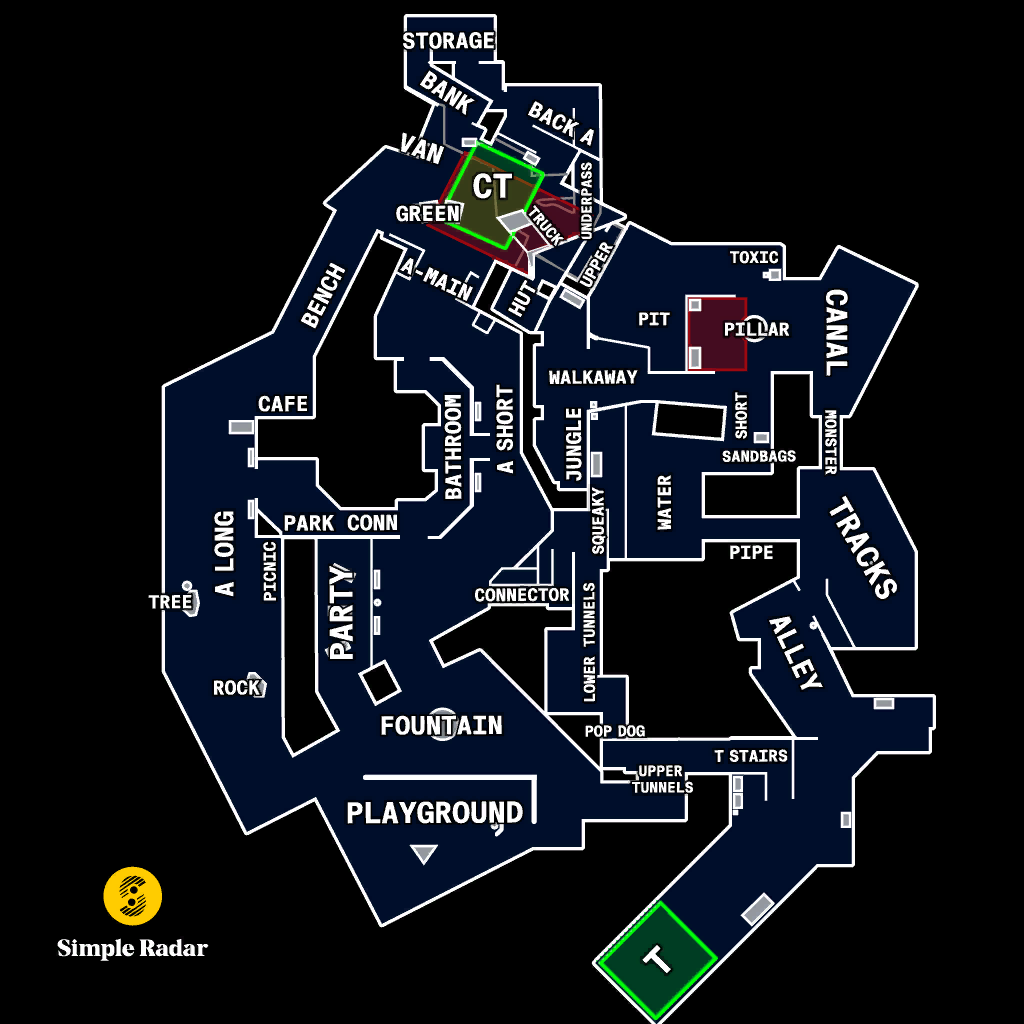 STORAGE
BANK
BACK A
VAN
CT
UNDERPASS
GREEN
TRUCK
UPPER
TOXIC
A-MAIN
HUT
BENCH
CANAL
PIT
PILLAR
WALKAWAY
CAFE
SHORT
A SHORT
BATHROOM
JUNGLE
MONSTER
SANDBAGS
WATER
SQUEAKY
PARK CONN
A LONG
TRACKS
PICNIC
PIPE
PARTY
CONNECTOR
TREE
LOWER TUNNELS
ALLEY
ROCK
FOUNTAIN
POP DOG
T STAIRS
UPPER
TUNNELS
PLAYGROUND
T
Simple Radar